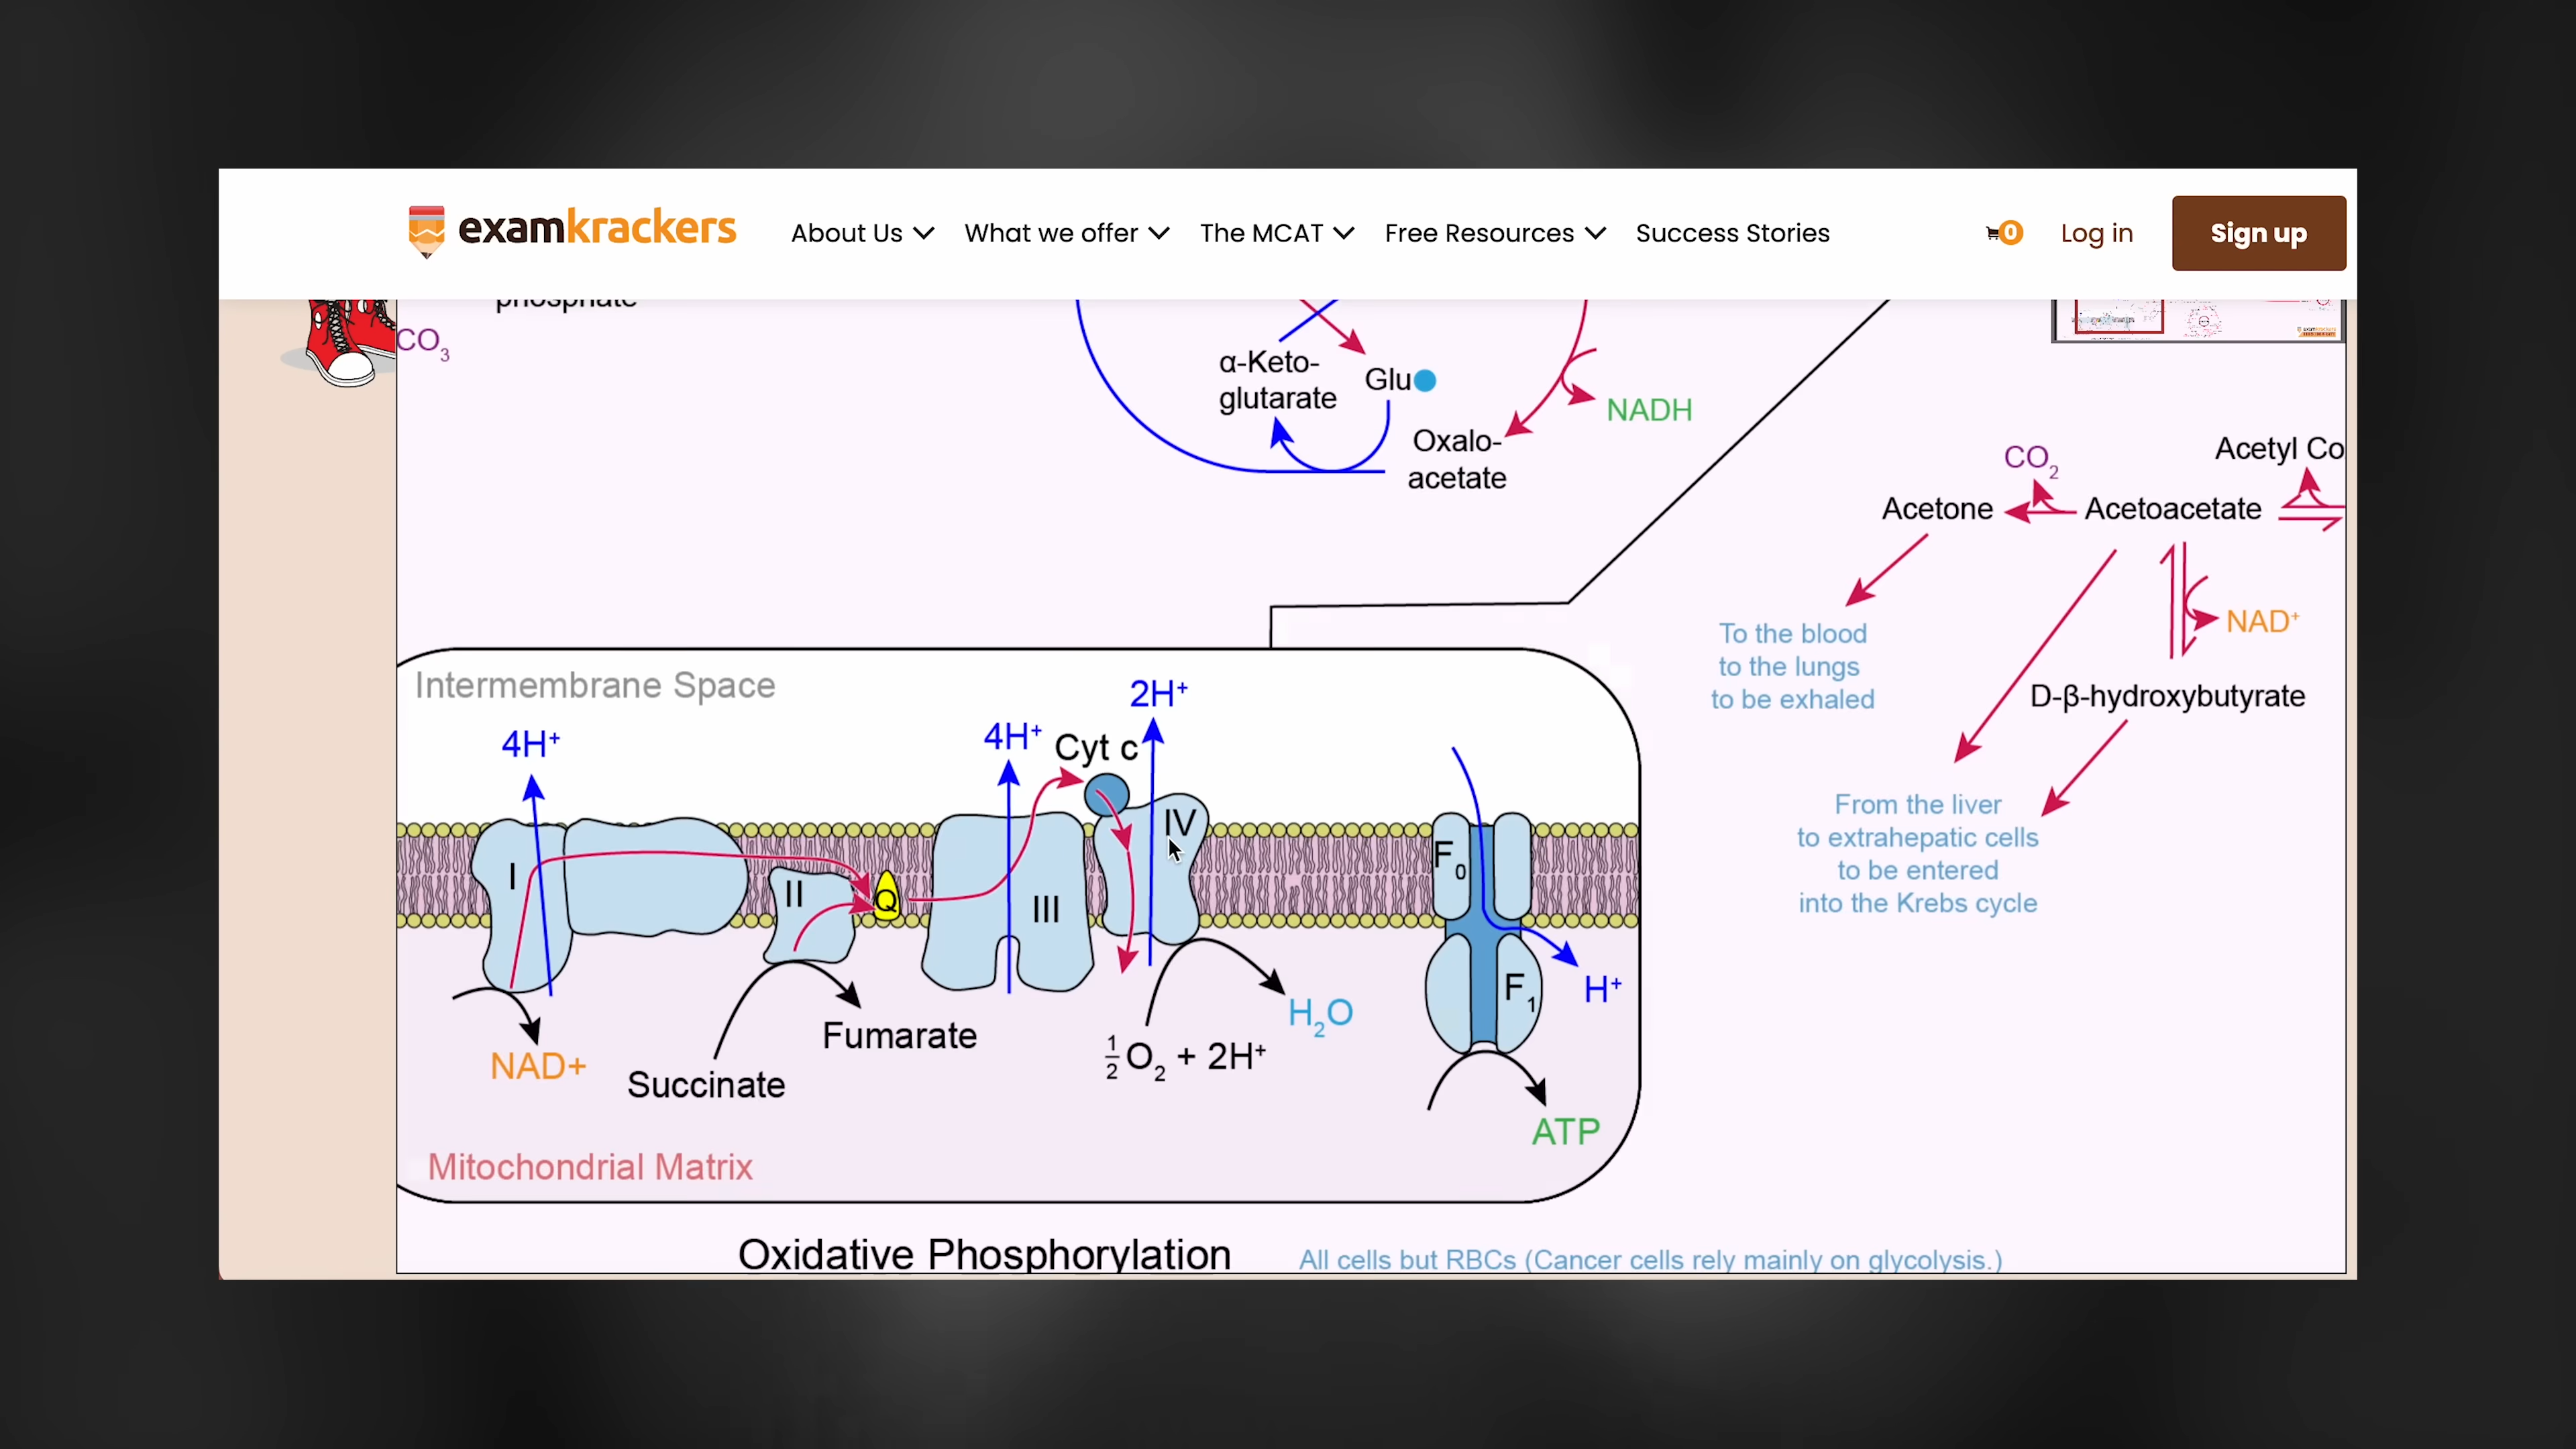 examkrackers
About Us
What we offer
The MCAT
Free Resources
Success Stories
0
Log in
Sign up
phosphate
CO3
α-Keto-
glutarate
Glu
NADH
Oxalo-
acetate
CO2
Acetyl Co
Acetone
Acetoacetate
To the blood
to the lungs
to be exhaled
NAD+
D-β-hydroxybutyrate
From the liver
to extrahepatic cells
to be entered
into the Krebs cycle
Intermembrane Space
4H+
4H+
Cyt c
2H+
I
II
Q
III
IV
F0
F1
H+
NAD+
Succinate
Fumarate
1/2 O2 + 2H+
H2O
ATP
Mitochondrial Matrix
Oxidative Phosphorylation
All cells but RBCs (Cancer cells rely mainly on glycolysis.)